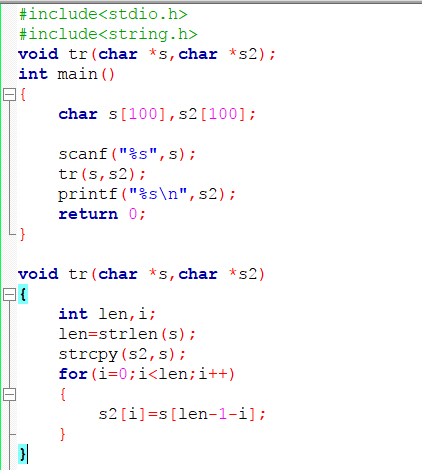 #include<stdio.h>
#include<string.h>
void tr(char *s,char *s2);
int main()
{
    char s[100],s2[100];

    scanf("%s",s);
    tr(s,s2);
    printf("%s\n",s2);
    return 0;
}

void tr(char *s,char *s2)
{
    int len,i;
    len=strlen(s);
    strcpy(s2,s);
    for(i=0;i<len;i++)
    {
        s2[i]=s[len-1-i];
    }
}